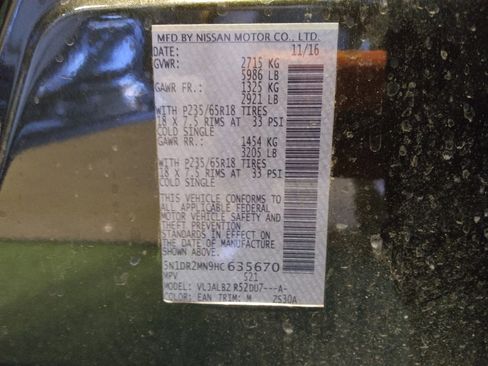 MFD BY NISSAN MOTOR CO., LTD.
DATE: 11/16
GVWR: 2715 KG
5986 LB
GAWR FR.: 1325 KG
2921 LB
WITH P235/65R18 TIRES
18 X 7.5 RIMS AT 33 PSI
COLD SINGLE
GAWR RR.: 1454 KG
3205 LB
WITH P235/65R18 TIRES
18 X 7.5 RIMS AT 33 PSI
COLD SINGLE
THIS VEHICLE CONFORMS TO
ALL APPLICABLE FEDERAL
MOTOR VEHICLE SAFETY AND
THEFT PREVENTION
STANDARDS IN EFFECT ON
THE DATE OF MANUFACTURE
SHOWN ABOVE.
5N1DR2MN9HC635670
MPV 521
VLJALBZ R52DU7---A-
COLOR: EAN TRIM: M ZS30A